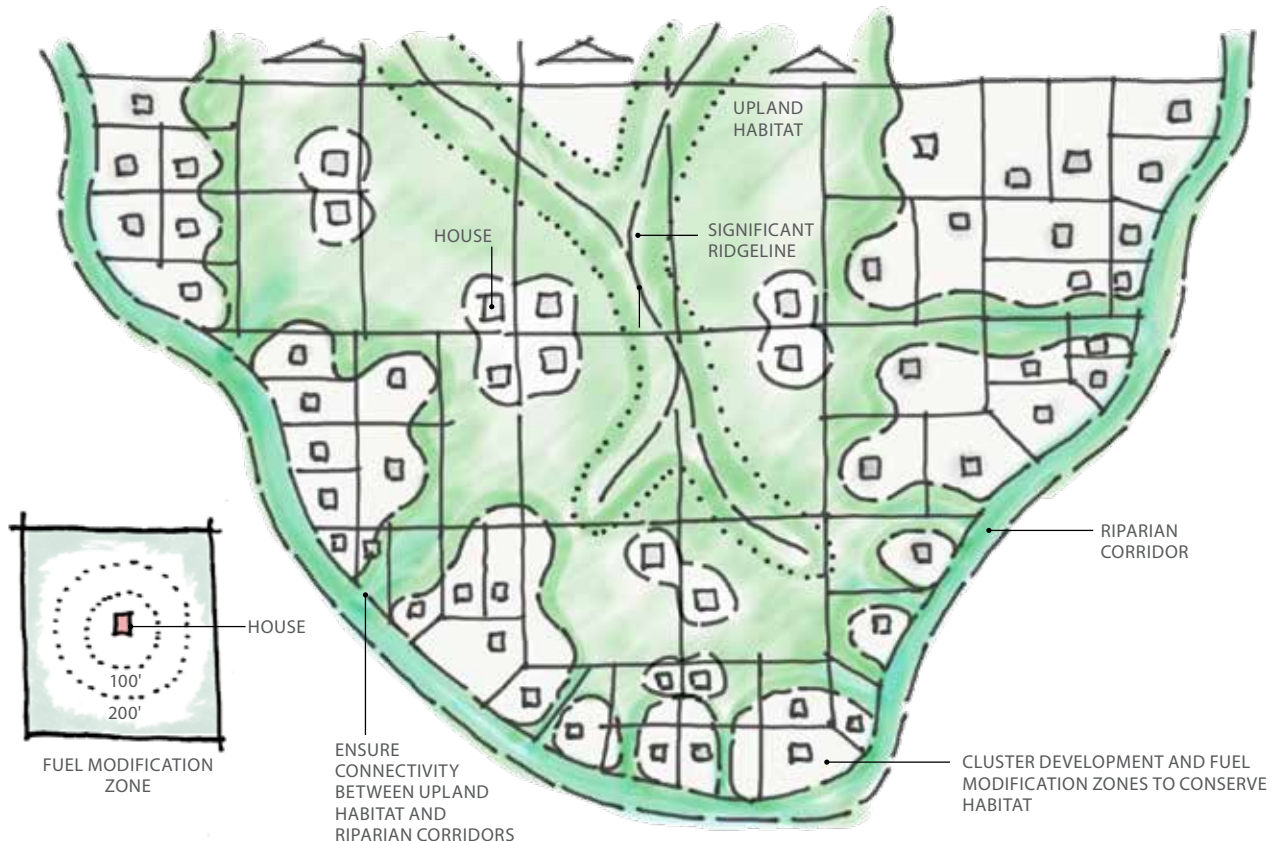 UPLAND
HABITAT
HOUSE
SIGNIFICANT
RIDGELINE
RIPARIAN
CORRIDOR
HOUSE
100'
200'
FUEL MODIFICATION
ZONE
ENSURE
CONNECTIVITY
BETWEEN UPLAND
HABITAT AND
RIPARIAN CORRIDORS
CLUSTER DEVELOPMENT AND FUEL
MODIFICATION ZONES TO CONSERVE
HABITAT